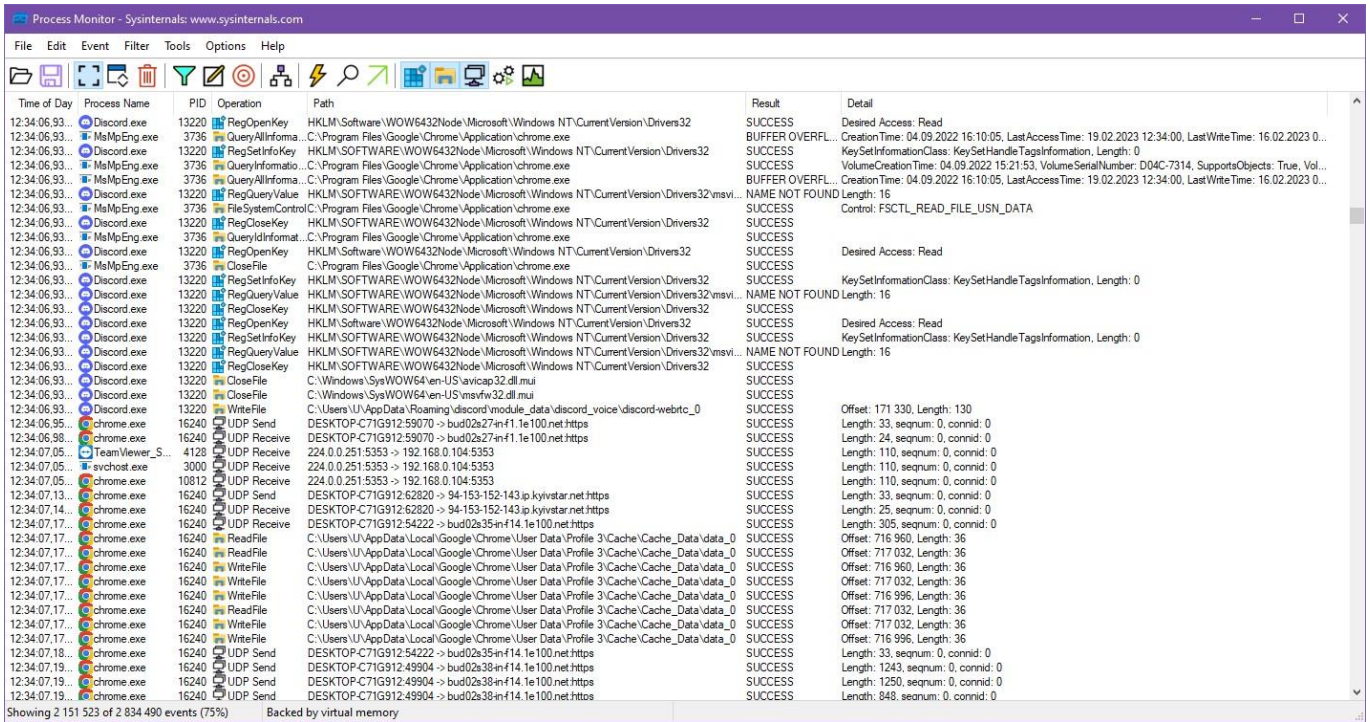 Process Monitor - Sysinternals: www.sysinternals.com
File Edit Event Filter Tools Options Help
Time of Day Process Name PID Operation Path Result Detail
12:34:06,93... Discord.exe 13220 RegOpenKey HKLM\Software\WOW6432Node\Microsoft\Windows NT\CurrentVersion\Drivers32 SUCCESS Desired Access: Read
12:34:06,93... MsMpEng.exe 3736 QueryAllInforma... C:\Program Files\Google\Chrome\Application\chrome.exe BUFFER OVERFL... CreationTime: 04.09.2022 16:10:05, LastAccessTime: 19.02.2023 12:34:00, LastWriteTime: 16.02.2023 0...
12:34:06,93... Discord.exe 13220 RegSetInfoKey HKLM\SOFTWARE\WOW6432Node\Microsoft\Windows NT\CurrentVersion\Drivers32 SUCCESS KeySetInformationClass: KeySetHandleTagsInformation, Length: 0
12:34:06,93... MsMpEng.exe 3736 QueryInformatio... C:\Program Files\Google\Chrome\Application\chrome.exe SUCCESS VolumeCreationTime: 04.09.2022 15:21:53, VolumeSerialNumber: D04C-7314, SupportsObjects: True, Vol...
12:34:06,93... MsMpEng.exe 3736 QueryAllInforma... C:\Program Files\Google\Chrome\Application\chrome.exe BUFFER OVERFL... CreationTime: 04.09.2022 16:10:05, LastAccessTime: 19.02.2023 12:34:00, LastWriteTime: 16.02.2023 0...
12:34:06,93... Discord.exe 13220 RegQueryValue HKLM\SOFTWARE\WOW6432Node\Microsoft\Windows NT\CurrentVersion\Drivers32\msvi... NAME NOT FOUND Length: 16
12:34:06,93... MsMpEng.exe 3736 FileSystemControl C:\Program Files\Google\Chrome\Application\chrome.exe SUCCESS Control: FSCTL_READ_FILE_USN_DATA
12:34:06,93... Discord.exe 13220 RegCloseKey HKLM\SOFTWARE\WOW6432Node\Microsoft\Windows NT\CurrentVersion\Drivers32 SUCCESS
12:34:06,93... MsMpEng.exe 3736 QueryIdInformat... C:\Program Files\Google\Chrome\Application\chrome.exe SUCCESS
12:34:06,93... Discord.exe 13220 RegOpenKey HKLM\Software\WOW6432Node\Microsoft\Windows NT\CurrentVersion\Drivers32 SUCCESS Desired Access: Read
12:34:06,93... MsMpEng.exe 3736 CloseFile C:\Program Files\Google\Chrome\Application\chrome.exe SUCCESS
12:34:06,93... Discord.exe 13220 RegSetInfoKey HKLM\SOFTWARE\WOW6432Node\Microsoft\Windows NT\CurrentVersion\Drivers32 SUCCESS KeySetInformationClass: KeySetHandleTagsInformation, Length: 0
12:34:06,93... Discord.exe 13220 RegQueryValue HKLM\SOFTWARE\WOW6432Node\Microsoft\Windows NT\CurrentVersion\Drivers32\msvi... NAME NOT FOUND Length: 16
12:34:06,93... Discord.exe 13220 RegCloseKey HKLM\SOFTWARE\WOW6432Node\Microsoft\Windows NT\CurrentVersion\Drivers32 SUCCESS
12:34:06,93... Discord.exe 13220 RegOpenKey HKLM\Software\WOW6432Node\Microsoft\Windows NT\CurrentVersion\Drivers32 SUCCESS Desired Access: Read
12:34:06,93... Discord.exe 13220 RegSetInfoKey HKLM\SOFTWARE\WOW6432Node\Microsoft\Windows NT\CurrentVersion\Drivers32 SUCCESS KeySetInformationClass: KeySetHandleTagsInformation, Length: 0
12:34:06,93... Discord.exe 13220 RegQueryValue HKLM\SOFTWARE\WOW6432Node\Microsoft\Windows NT\CurrentVersion\Drivers32\msvi... NAME NOT FOUND Length: 16
12:34:06,93... Discord.exe 13220 RegCloseKey HKLM\SOFTWARE\WOW6432Node\Microsoft\Windows NT\CurrentVersion\Drivers32 SUCCESS
12:34:06,93... Discord.exe 13220 CloseFile C:\Windows\SysWOW64\en-US\avicap32.dll.mui SUCCESS
12:34:06,93... Discord.exe 13220 CloseFile C:\Windows\SysWOW64\en-US\msvfw32.dll.mui SUCCESS
12:34:06,93... Discord.exe 13220 WriteFile C:\Users\U\AppData\Roaming\discord\module_data\discord_voice\discord-webrtc_0 SUCCESS Offset: 171 330, Length: 130
12:34:06,95... chrome.exe 16240 UDP Send DESKTOP-C71G912:59070 -> bud02s27-in-f1.1e100.net:https SUCCESS Length: 33, seqnum: 0, connid: 0
12:34:06,98... chrome.exe 16240 UDP Receive DESKTOP-C71G912:59070 -> bud02s27-in-f1.1e100.net:https SUCCESS Length: 24, seqnum: 0, connid: 0
12:34:07,05... TeamViewer_S... 4128 UDP Receive 224.0.0.251:5353 -> 192.168.0.104:5353 SUCCESS Length: 110, seqnum: 0, connid: 0
12:34:07,05... svchost.exe 3000 UDP Receive 224.0.0.251:5353 -> 192.168.0.104:5353 SUCCESS Length: 110, seqnum: 0, connid: 0
12:34:07,05... chrome.exe 10812 UDP Receive 224.0.0.251:5353 -> 192.168.0.104:5353 SUCCESS Length: 110, seqnum: 0, connid: 0
12:34:07,13... chrome.exe 16240 UDP Send DESKTOP-C71G912:62820 -> 94-153-152-143.ip.kyivstar.net:https SUCCESS Length: 33, seqnum: 0, connid: 0
12:34:07,14... chrome.exe 16240 UDP Receive DESKTOP-C71G912:62820 -> 94-153-152-143.ip.kyivstar.net:https SUCCESS Length: 25, seqnum: 0, connid: 0
12:34:07,17... chrome.exe 16240 UDP Receive DESKTOP-C71G912:54222 -> bud02s35-in-f14.1e100.net:https SUCCESS Length: 305, seqnum: 0, connid: 0
12:34:07,17... chrome.exe 16240 ReadFile C:\Users\U\AppData\Local\Google\Chrome\User Data\Profile 3\Cache\Cache_Data\data_0 SUCCESS Offset: 716 960, Length: 36
12:34:07,17... chrome.exe 16240 ReadFile C:\Users\U\AppData\Local\Google\Chrome\User Data\Profile 3\Cache\Cache_Data\data_0 SUCCESS Offset: 717 032, Length: 36
12:34:07,17... chrome.exe 16240 WriteFile C:\Users\U\AppData\Local\Google\Chrome\User Data\Profile 3\Cache\Cache_Data\data_0 SUCCESS Offset: 716 960, Length: 36
12:34:07,17... chrome.exe 16240 WriteFile C:\Users\U\AppData\Local\Google\Chrome\User Data\Profile 3\Cache\Cache_Data\data_0 SUCCESS Offset: 717 032, Length: 36
12:34:07,17... chrome.exe 16240 WriteFile C:\Users\U\AppData\Local\Google\Chrome\User Data\Profile 3\Cache\Cache_Data\data_0 SUCCESS Offset: 716 996, Length: 36
12:34:07,17... chrome.exe 16240 ReadFile C:\Users\U\AppData\Local\Google\Chrome\User Data\Profile 3\Cache\Cache_Data\data_0 SUCCESS Offset: 717 032, Length: 36
12:34:07,17... chrome.exe 16240 WriteFile C:\Users\U\AppData\Local\Google\Chrome\User Data\Profile 3\Cache\Cache_Data\data_0 SUCCESS Offset: 717 032, Length: 36
12:34:07,17... chrome.exe 16240 WriteFile C:\Users\U\AppData\Local\Google\Chrome\User Data\Profile 3\Cache\Cache_Data\data_0 SUCCESS Offset: 716 996, Length: 36
12:34:07,18... chrome.exe 16240 UDP Send DESKTOP-C71G912:54222 -> bud02s35-in-f14.1e100.net:https SUCCESS Length: 33, seqnum: 0, connid: 0
12:34:07,19... chrome.exe 16240 UDP Send DESKTOP-C71G912:49904 -> bud02s38-in-f14.1e100.net:https SUCCESS Length: 1243, seqnum: 0, connid: 0
12:34:07,19... chrome.exe 16240 UDP Send DESKTOP-C71G912:49904 -> bud02s38-in-f14.1e100.net:https SUCCESS Length: 1250, seqnum: 0, connid: 0
12:34:07,19... chrome.exe 16240 UDP Send DESKTOP-C71G912:49904 -> bud02s38-in-f14.1e100.net:https SUCCESS Length: 848, seqnum: 0, connid: 0
Showing 2 151 523 of 2 834 490 events (75%) Backed by virtual memory